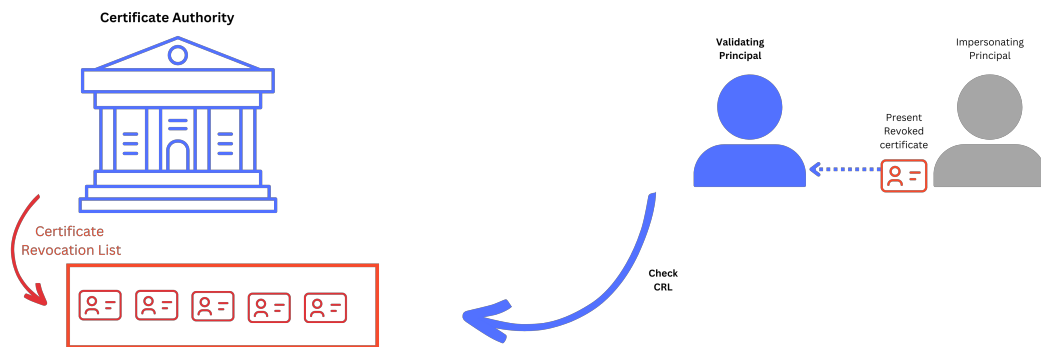 Certificate Authority
Validating
Principal
Impersonating
Principal
Present
Revoked
certificate
Certificate
Revocation List
Check
CRL